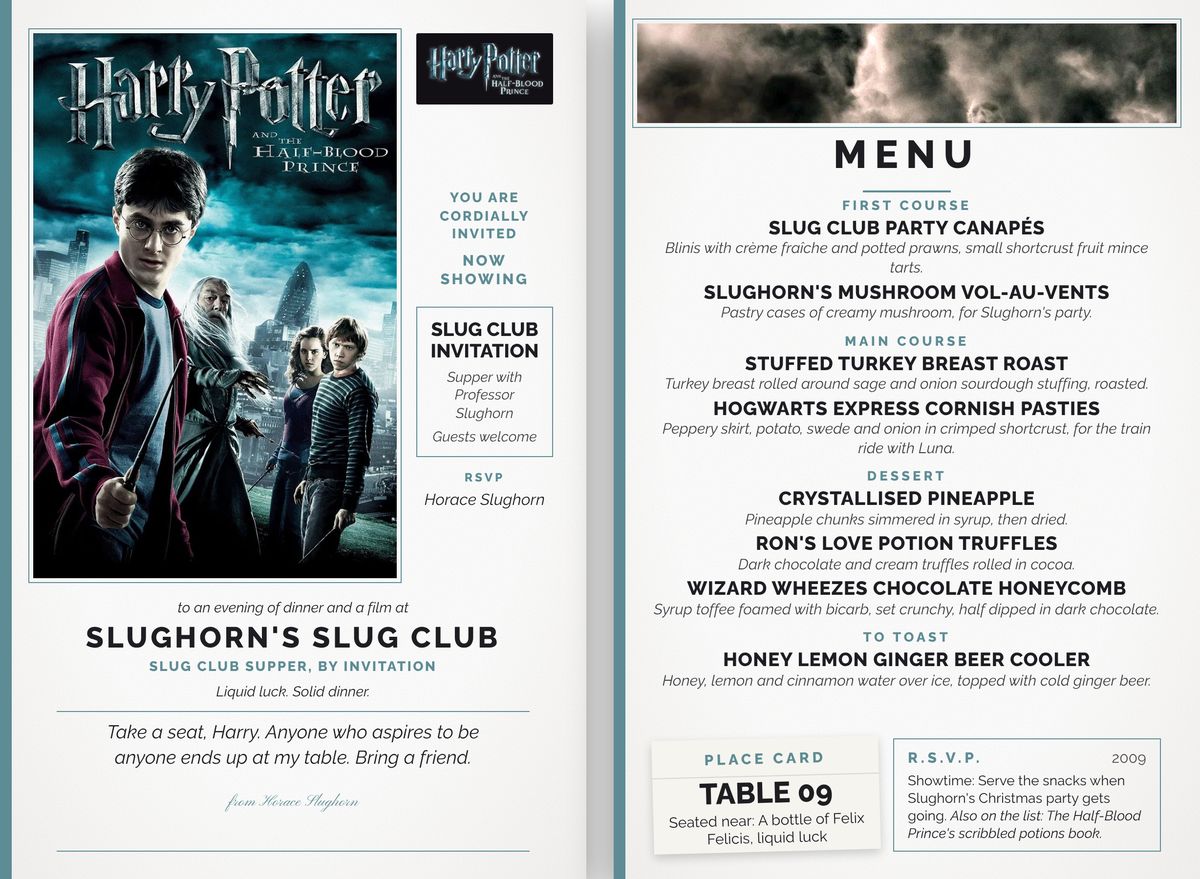 Harry Potter
AND THE
HALF-BLOOD
PRINCE
Harry Potter
AND THE
HALF-BLOOD
PRINCE
YOU ARE
CORDIALLY
INVITED
NOW
SHOWING
SLUG CLUB
INVITATION
Supper with
Professor
Slughorn
Guests welcome
RSVP
Horace Slughorn
to an evening of dinner and a film at
SLUGHORN'S SLUG CLUB
SLUG CLUB SUPPER, BY INVITATION
Liquid luck. Solid dinner.
Take a seat, Harry. Anyone who aspires to be
anyone ends up at my table. Bring a friend.
from Horace Slughorn
MENU
FIRST COURSE
SLUG CLUB PARTY CANAPÉS
Blinis with crème fraîche and potted prawns, small shortcrust fruit mince
tarts.
SLUGHORN'S MUSHROOM VOL-AU-VENTS
Pastry cases of creamy mushroom, for Slughorn's party.
MAIN COURSE
STUFFED TURKEY BREAST ROAST
Turkey breast rolled around sage and onion sourdough stuffing, roasted.
HOGWARTS EXPRESS CORNISH PASTIES
Peppery skirt, potato, swede and onion in crimped shortcrust, for the train
ride with Luna.
DESSERT
CRYSTALLISED PINEAPPLE
Pineapple chunks simmered in syrup, then dried.
RON'S LOVE POTION TRUFFLES
Dark chocolate and cream truffles rolled in cocoa.
WIZARD WHEEZES CHOCOLATE HONEYCOMB
Syrup toffee foamed with bicarb, set crunchy, half dipped in dark chocolate.
TO TOAST
HONEY LEMON GINGER BEER COOLER
Honey, lemon and cinnamon water over ice, topped with cold ginger beer.
PLACE CARD
TABLE 09
Seated near: A bottle of Felix
Felicis, liquid luck
R.S.V.P. 2009
Showtime: Serve the snacks when
Slughorn's Christmas party gets
going. Also on the list: The Half-Blood
Prince's scribbled potions book.